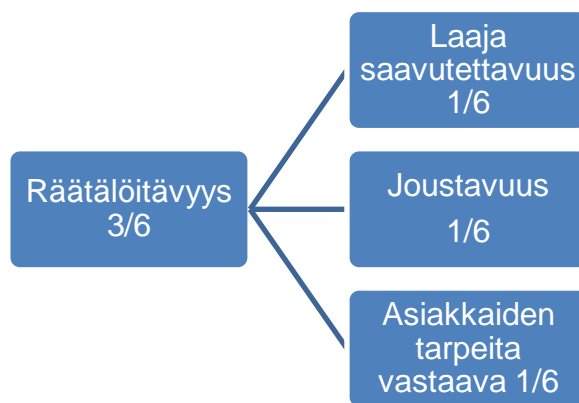 Räätälöitävyys
3/6
Laaja
saavutettavuus
1/6
Joustavuus
1/6
Asiakkaiden
tarpeita
vastaava 1/6